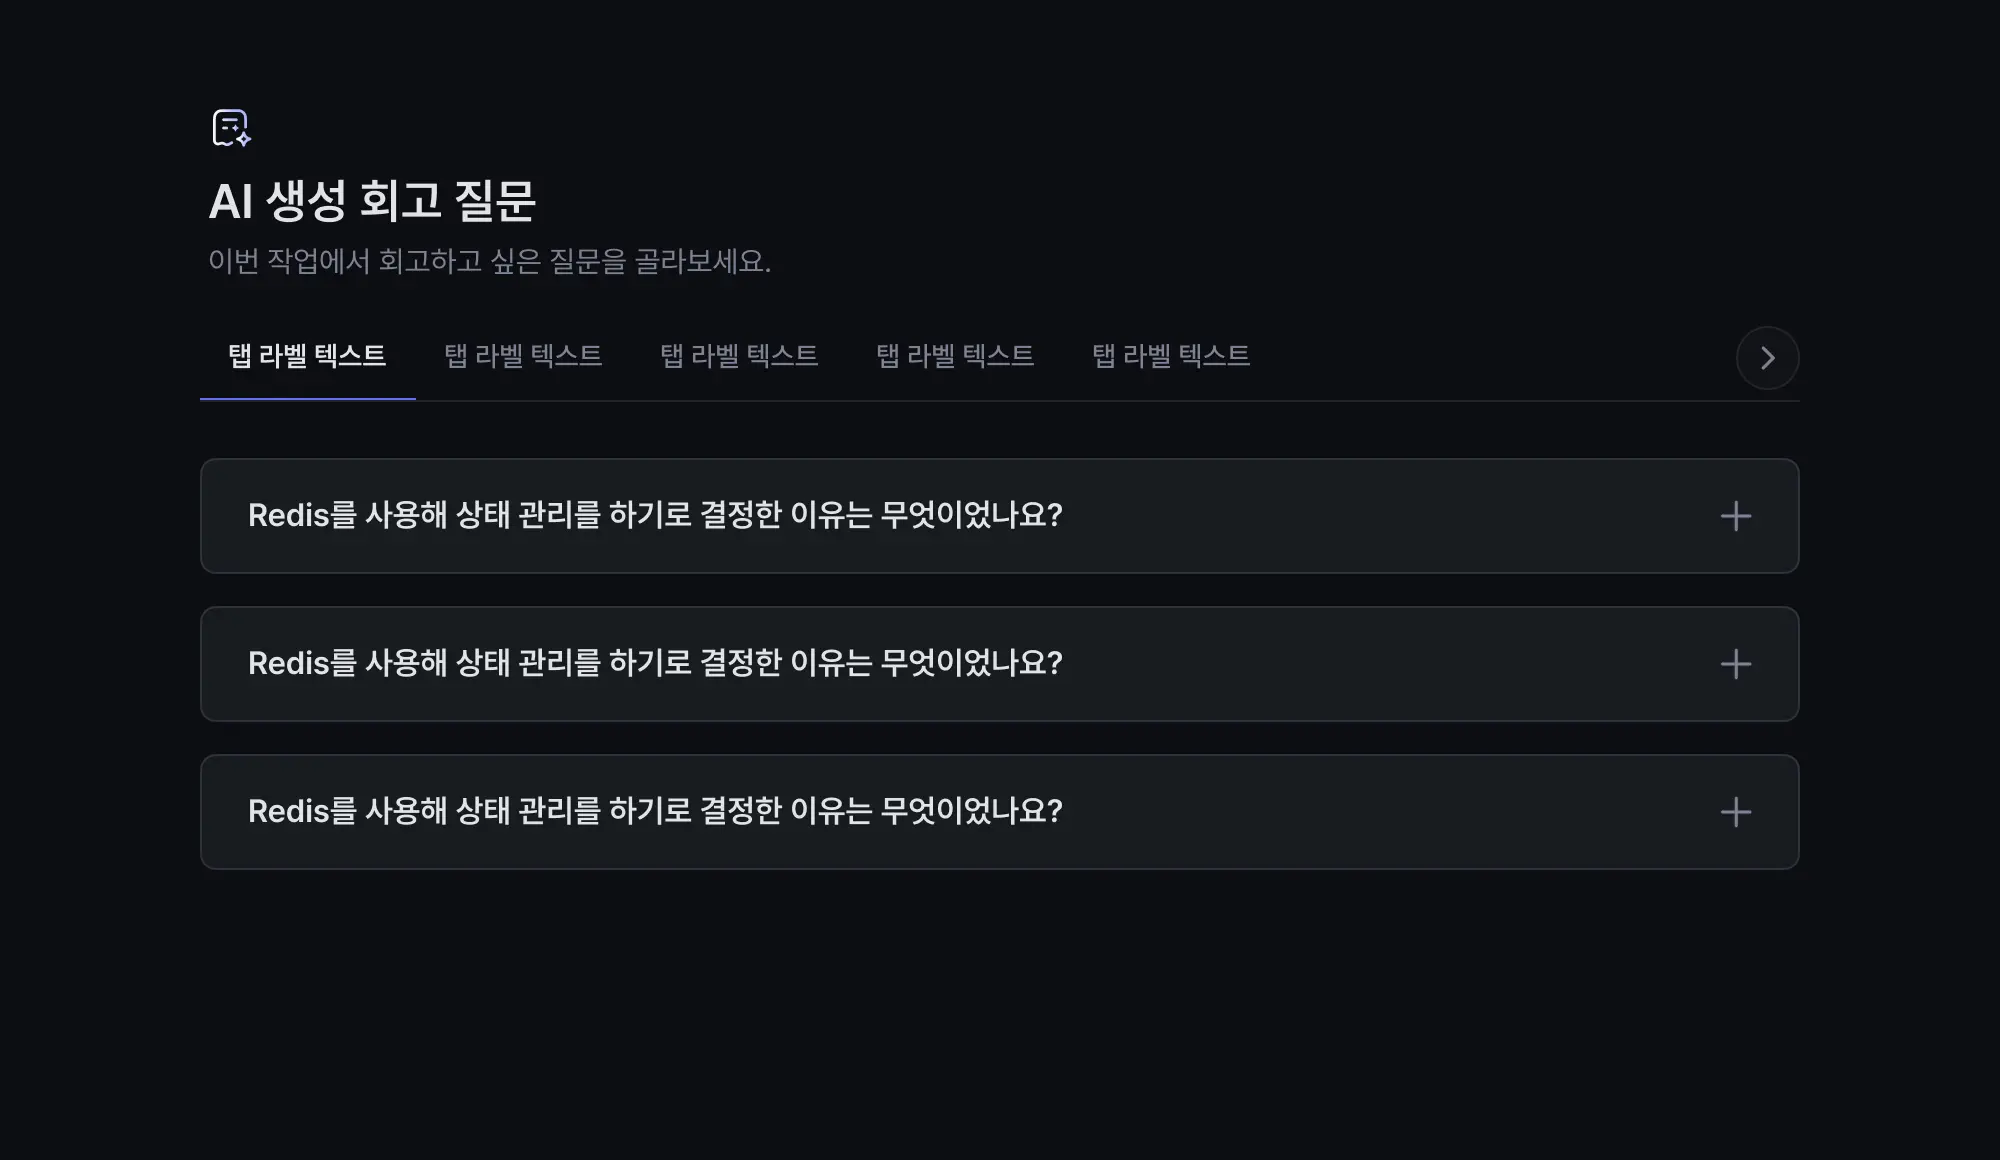 AI 생성 회고 질문
이번 작업에서 회고하고 싶은 질문을 골라보세요.
탭 라벨 텍스트 탭 라벨 텍스트 탭 라벨 텍스트 탭 라벨 텍스트 탭 라벨 텍스트
Redis를 사용해 상태 관리를 하기로 결정한 이유는 무엇이었나요?
Redis를 사용해 상태 관리를 하기로 결정한 이유는 무엇이었나요?
Redis를 사용해 상태 관리를 하기로 결정한 이유는 무엇이었나요?